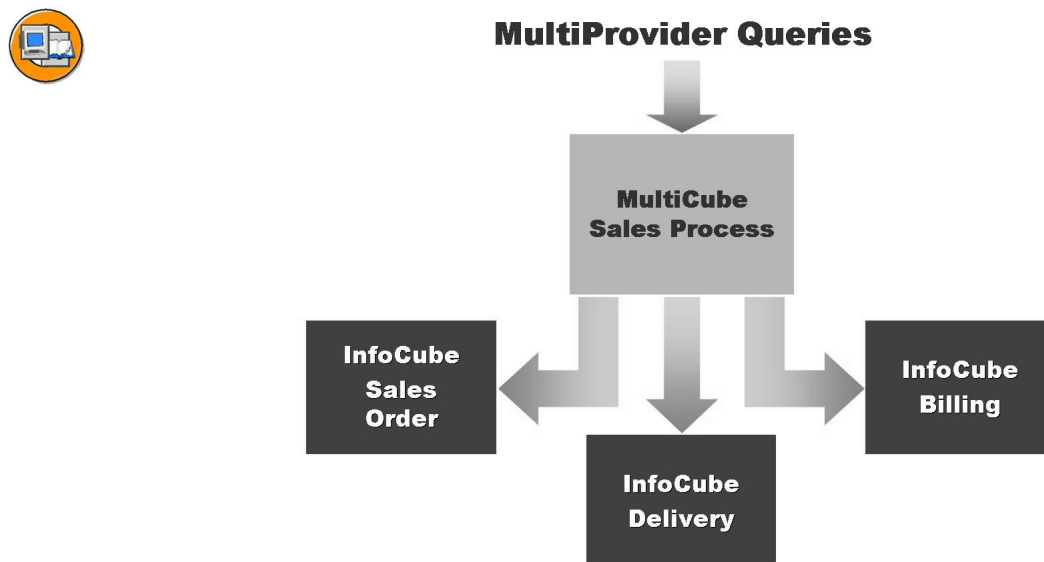 MultiProvider Queries
MultiCube
Sales Process
InfoCube
Sales
Order
InfoCube
Delivery
InfoCube
Billing